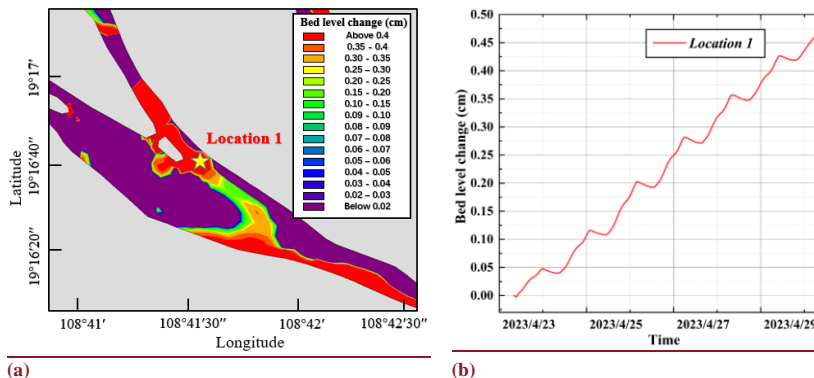 Bed level change (cm)
Above 0.4
0.35 - 0.4
0.30 - 0.35
0.25 - 0.30
0.20 - 0.25
0.15 - 0.20
0.10 - 0.15
0.09 - 0.10
0.08 - 0.09
0.07 - 0.08
0.06 - 0.07
0.05 - 0.06
0.04 - 0.05
0.03 - 0.04
0.02 - 0.03
Below 0.02
Location 1
Latitude
19°17′
19°16′40″
19°16′20″
108°41′
108°41′30″
108°42′
108°42′30″
Longitude
(a)
Bed level change (cm)
0.50
0.45
0.40
0.35
0.30
0.25
0.20
0.15
0.10
0.05
0.00
Location 1
2023/4/23
2023/4/25
2023/4/27
2023/4/29
Time
(b)